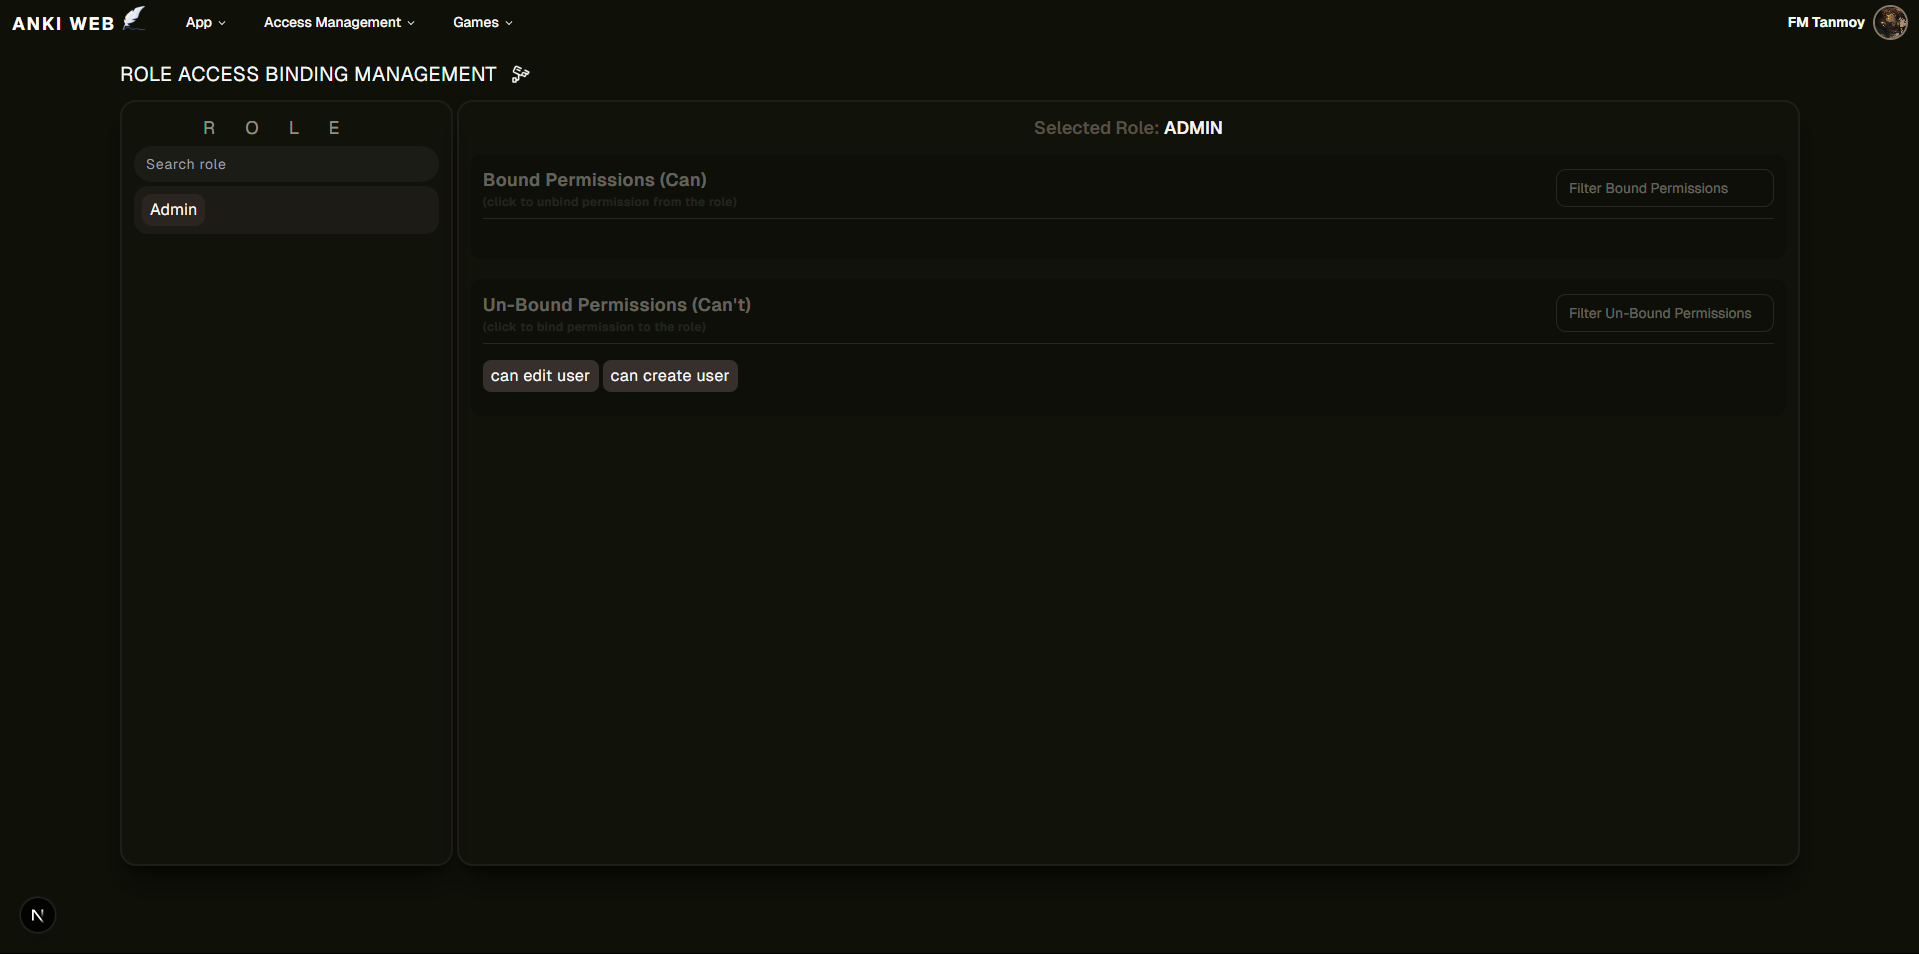 ANKI WEB
App
Access Management
Games
FM Tanmoy
ROLE ACCESS BINDING MANAGEMENT
R O L E
Search role
Admin
Selected Role: ADMIN
Bound Permissions (Can)
(click to unbind permission from the role)
Filter Bound Permissions
Un-Bound Permissions (Can't)
(click to bind permission to the role)
Filter Un-Bound Permissions
can edit user
can create user
N